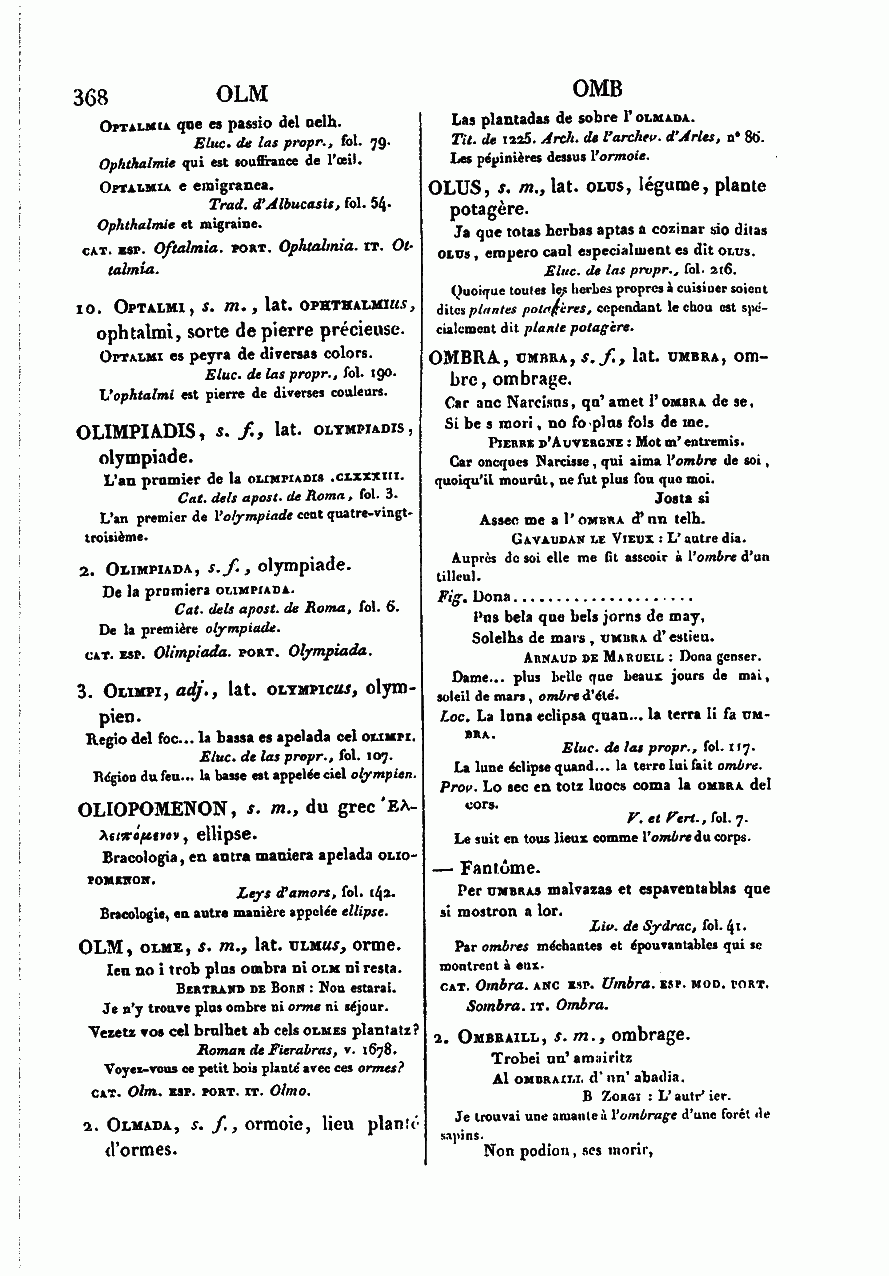 368 OLM OMB
OPTALMIA que es passio del uelh.
Eluc. de las propr., fol. 79.
Ophthalmie qui est souffrance de l'œil.
OPTALMIA e emigranea.
Trad. d'Albucasis, fol. 54.
Ophthalmie et migraine.
CAT. ESP. Oftalmia. PORT. Ophtalmia. IT. Ot-
talmía.
10. OPTALMI, s. m., lat. OPHTHALMIUS,
ophtalmi, sorte de pierre précieuse.
OPTALMI es peyra de diversas colors.
Eluc. de las propr., fol. 190.
L'ophtalmi est pierre de diverses couleurs.
OLIMPIADIS, s. f., lat. OLYMPIADIS,
olympiade.
L'an premier de la OLIMPIADIS .CLXXXIII.
Cat. dels apost. de Roma, fol. 3.
L'an premier de l'olympiade cent quatre-vingt-
troisième.
2. OLIMPIADA, s. f., olympiade.
De la promiera OLIMPIADA.
Cat. dels apost. de Roma, fol. 6.
De la première olympiade.
CAT. ESP. Olimpiada. PORT. Olympiada.
3. OLIMPI, adj., lat. OLYMPICUS, olym-
pien.
Regio del foc... la bassa es apelada cel OLIMPI.
Eluc. de las propr., fol. 107.
Région du feu... la basse est appelée ciel olympien.
OLIOPOMENON, s. m., du grec Ἐλ-
λειπόμενον, ellipse.
Bracologia, en autra maniera apelada OLIO-
POMENON.
Leys d'amors, fol. 142.
Bracologie, en autre manière appelée ellipse.
OLM, OLME, s. m., lat. ULMUS, orme.
Ieu no i trob plus ombra ni OLM ni resta.
BERTRAND DE BORN : Non estarai.
Je n'y trouve plus ombre ni orme ni séjour.
Vezetz vos cel brulhet ab cels OLMES plantatz?
Roman de Fierabras, v. 1678.
Voyez-vous ce petit bois planté avec ces ormes?
CAT. Olm. ESP. PORT. IT. Olmo.
2. OLMADA, s. f., ormoie, lieu planté
d'ormes.
Las plantadas de sobre l'OLMADA.
Tit. de 1225. Arch. de l'archev. d'Arles, n° 86.
Les pépinières dessus l'ormoie.
OLUS, s. m., lat. OLUS, légume, plante
potagère.
Ja que totas herbas aptas a cozinar sio ditas
OLUS, empero caul especialment es dit OLUS.
Eluc. de las propr., fol. 216.
Quoique toutes les herbes propres à cuisiner soient
dites plantes potagères, cependant le chou est spé-
cialement dit plante potagère.
OMBRA, UMBRA, s. f., lat. UMBRA, om-
bre, ombrage.
Car anc Narcisus, qu'amet l'OMBRA de se,
Si be s mori, no fo plus fols de me.
PIERRE D'AUVERGNE : Mot m'entremis.
Car oncques Narcisse, qui aima l'ombre de soi,
quoiqu'il mourût, ne fut plus fou que moi.
Josta si
Assec me a l'OMBRA d'un telh.
GAVAUDAN LE VIEUX : L'autre dia.
Auprès de soi elle me fit asseoir à l'ombre d'un
tilleul.
Fig. Dona....................
Pus bela que bels jorns de may,
Solelhs de mars, UMBRA d'estieu.
ARNAUD DE MARUEIL : Dona genser.
Dame... plus belle que beaux jours de mai,
soleil de mars, ombre d'été.
Loc. La luna eclipsa quan... la terra li fa UM-
BRA.
Eluc. de las propr., fol. 117.
La lune éclipse quand... la terre lui fait ombre.
Prov. Lo sec en totz luocs coma la OMBRA del
cors.
V. et Vert., fol. 7.
Le suit en tous lieux comme l'ombre du corps.
— Fantôme.
Per UMBRAS malvazas et espaventablas que
si mostron a lor.
Liv. de Sydrac, fol. 41.
Par ombres méchantes et épouvantables qui se
montrent à eux.
CAT. Ombra. ANC ESP. Umbra. ESP. MOD. PORT.
Sombra. IT. Ombra.
2. OMBRAILL, s. m., ombrage.
Trobei un'amairitz
Al OMBRAILL d'un'abadia.
B ZORGI : L'autr'ier.
Je trouvai une amante à l'ombrage d'une forêt de
sapins.
Non podion, ses morir,